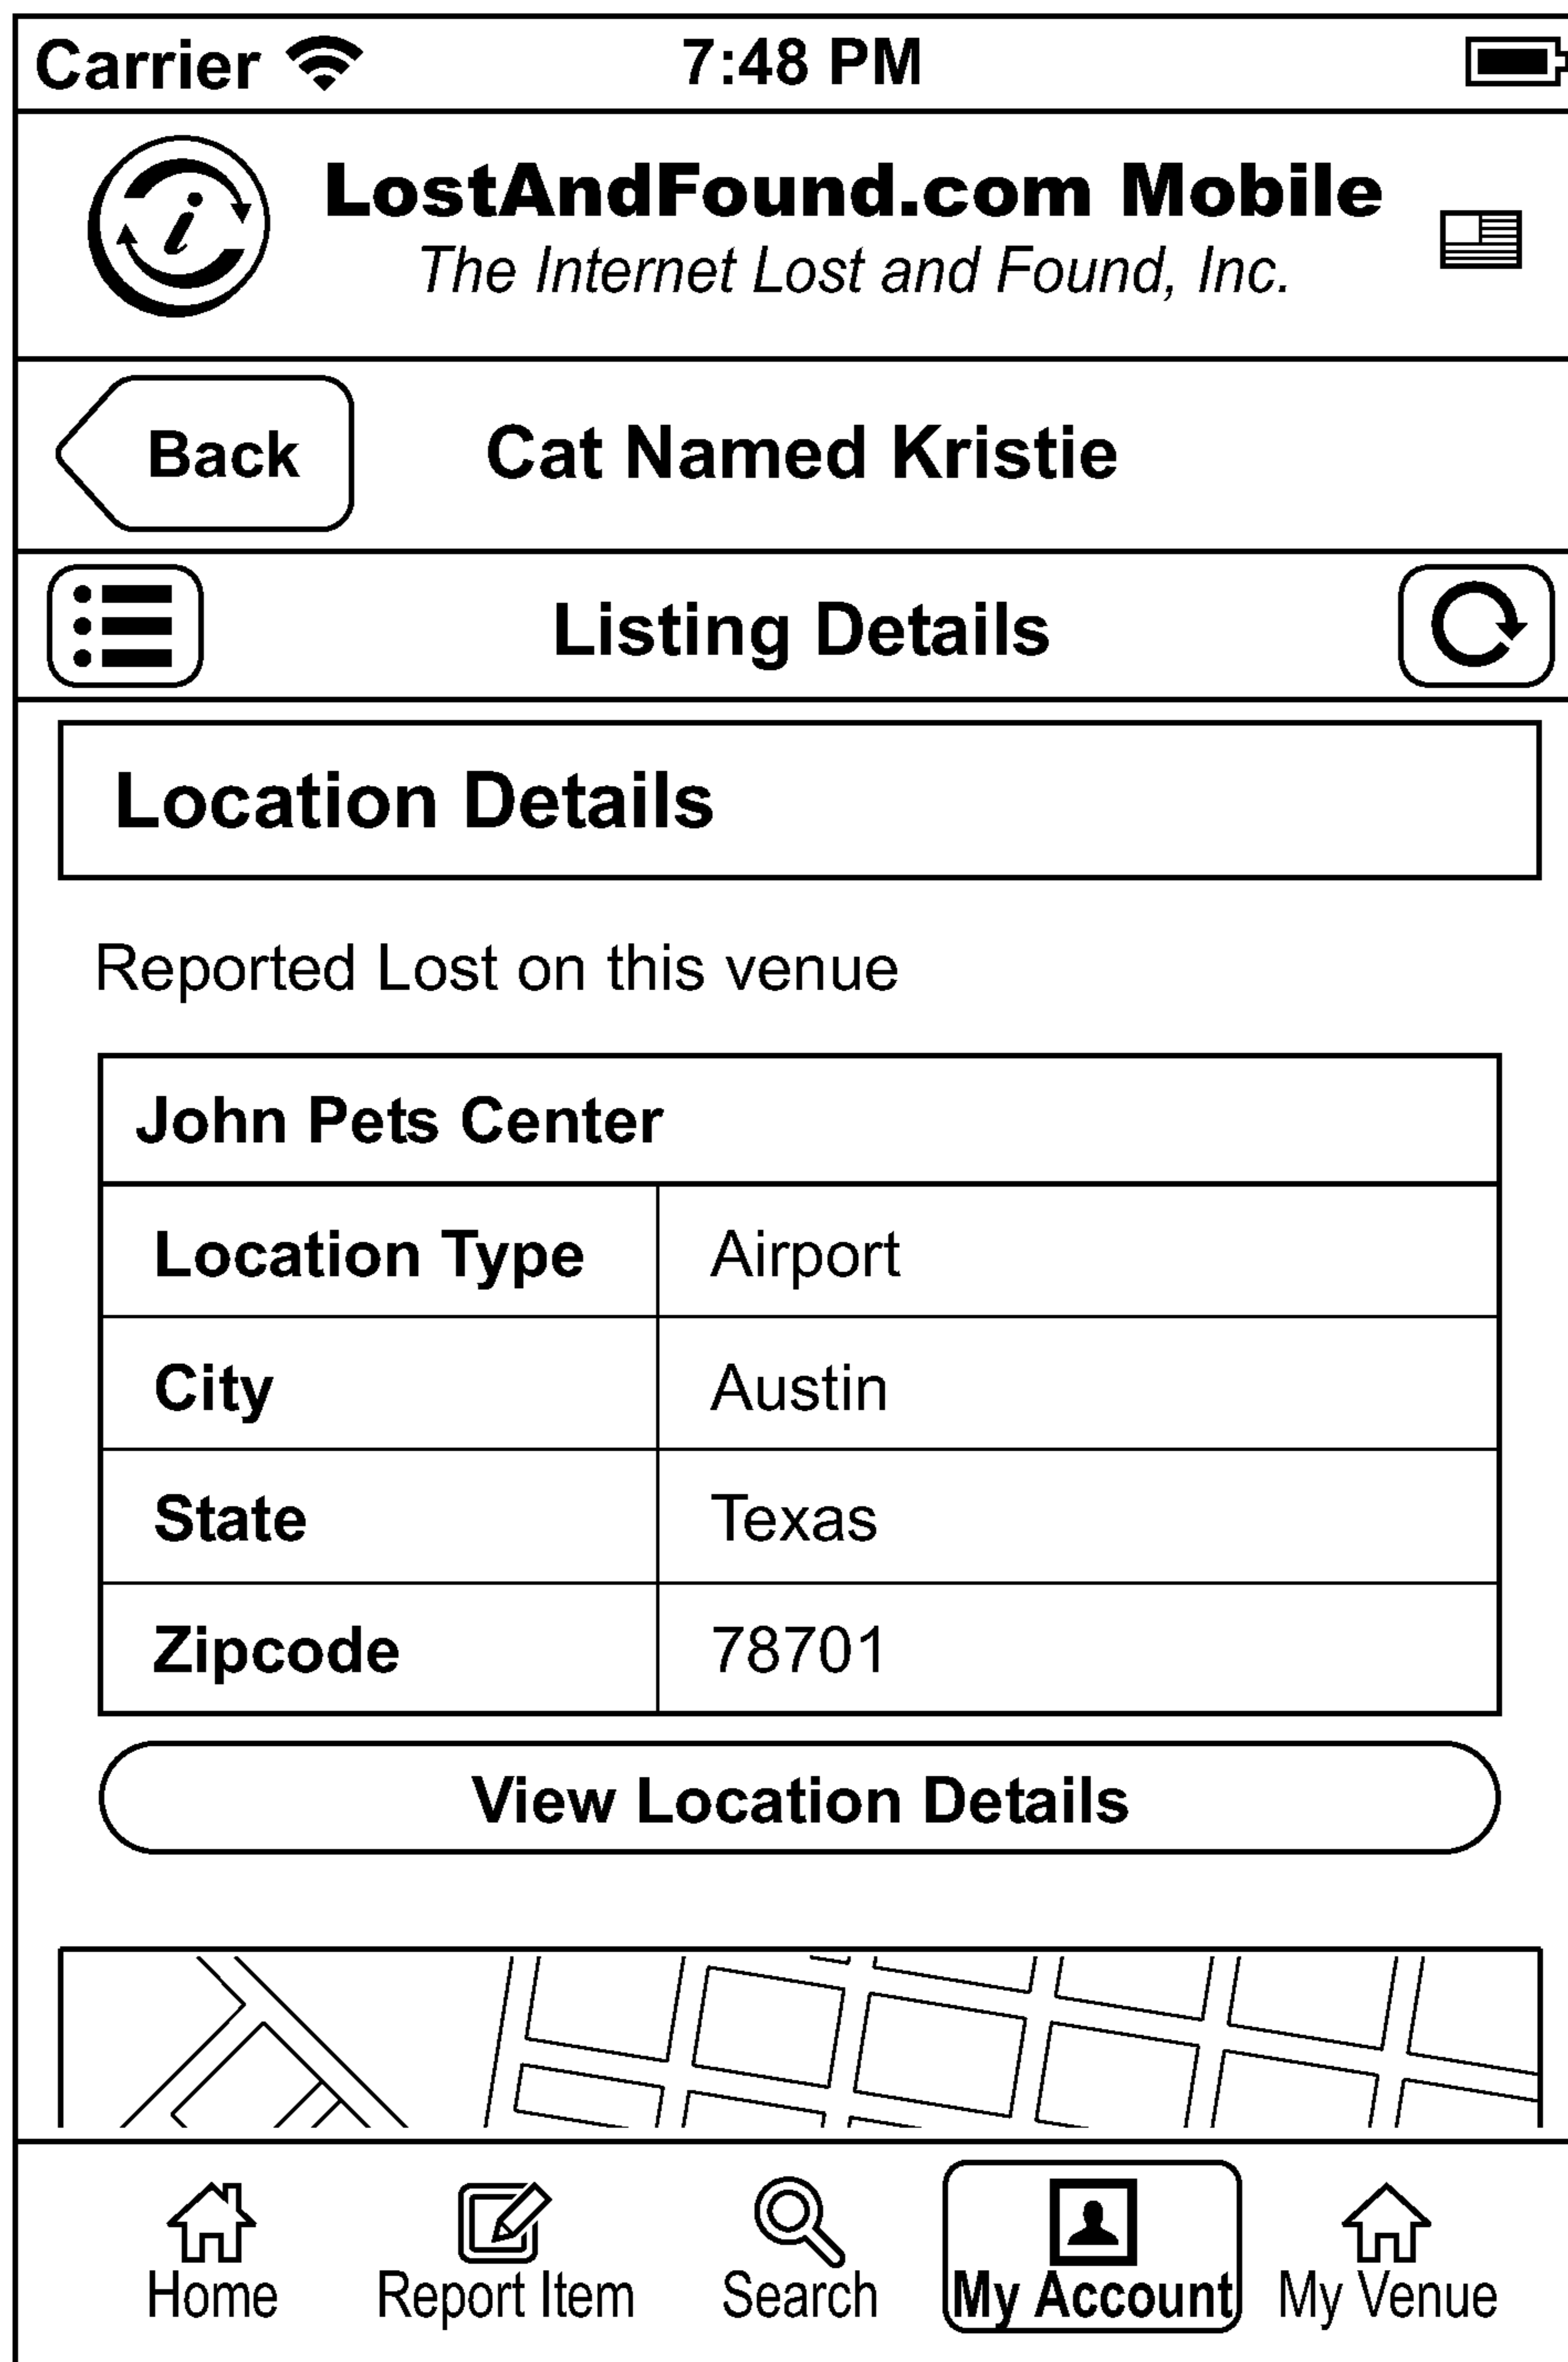 Carrier 7:48 PM
LostAndFound.com Mobile
The Internet Lost and Found, Inc.
Back Cat Named Kristie
Listing Details
Location Details
Reported Lost on this venue
John Pets Center
Location Type Airport
City Austin
State Texas
Zipcode 78701
View Location Details
Home Report Item Search My Account My Venue